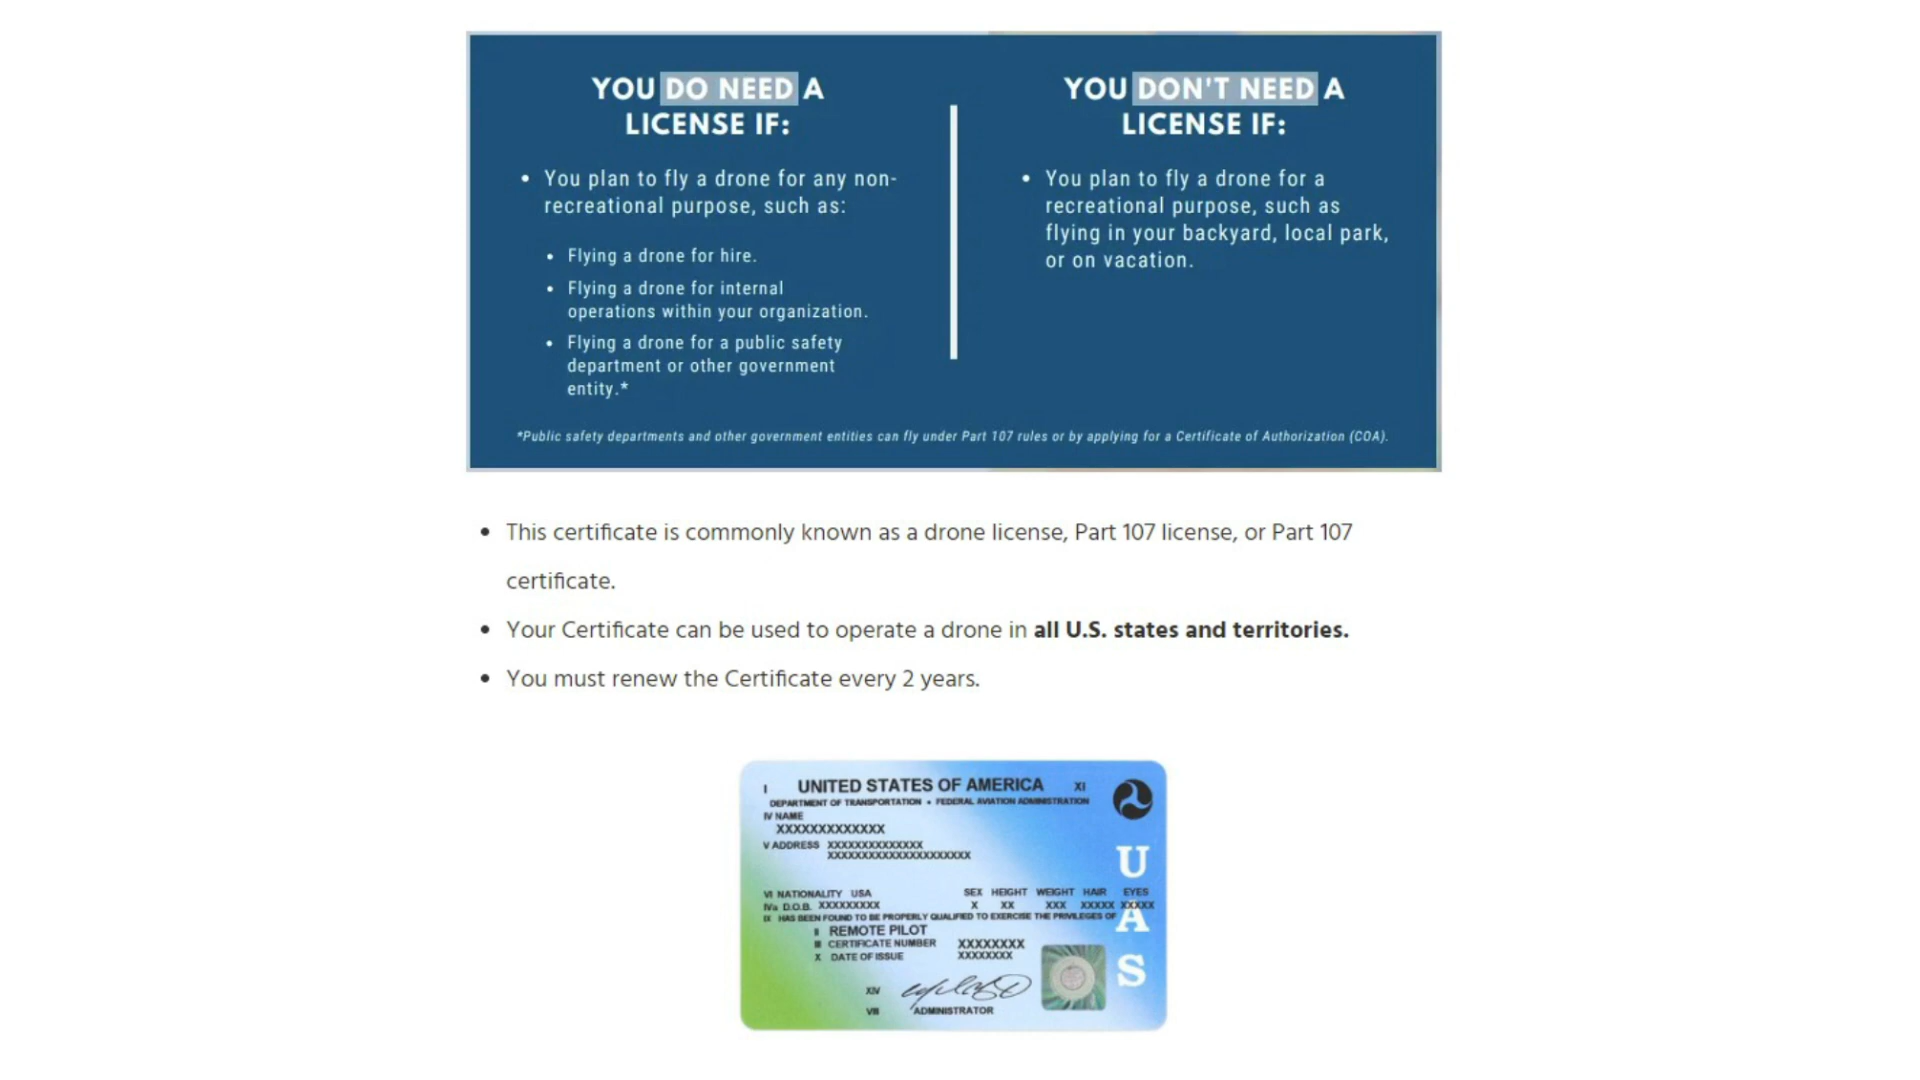 YOU DO NEED A
LICENSE IF:
• You plan to fly a drone for any non-
recreational purpose, such as:
• Flying a drone for hire.
• Flying a drone for internal
operations within your organization.
• Flying a drone for a public safety
department or other government
entity.*
YOU DON'T NEED A
LICENSE IF:
• You plan to fly a drone for a
recreational purpose, such as
flying in your backyard, local park,
or on vacation.
*Public safety departments and other government entities can fly under Part 107 rules or by applying for a Certificate of Authorization (COA).
• This certificate is commonly known as a drone license, Part 107 license, or Part 107
certificate.
• Your Certificate can be used to operate a drone in all U.S. states and territories.
• You must renew the Certificate every 2 years.
I UNITED STATES OF AMERICA XI
DEPARTMENT OF TRANSPORTATION • FEDERAL AVIATION ADMINISTRATION
IV NAME
XXXXXXXXXXXXX
V ADDRESS XXXXXXXXXXXXXX
XXXXXXXXXXXXXXXXXXXXX
VI NATIONALITY USA SEX HEIGHT WEIGHT HAIR EYES
IVa D.O.B. XXXXXXXXX X XX XXX XXXXX XXXXX
IX HAS BEEN FOUND TO BE PROPERLY QUALIFIED TO EXERCISE THE PRIVILEGES OF
II REMOTE PILOT
III CERTIFICATE NUMBER XXXXXXXX
X DATE OF ISSUE XXXXXXXX
XIV
VIII ADMINISTRATOR
UAS